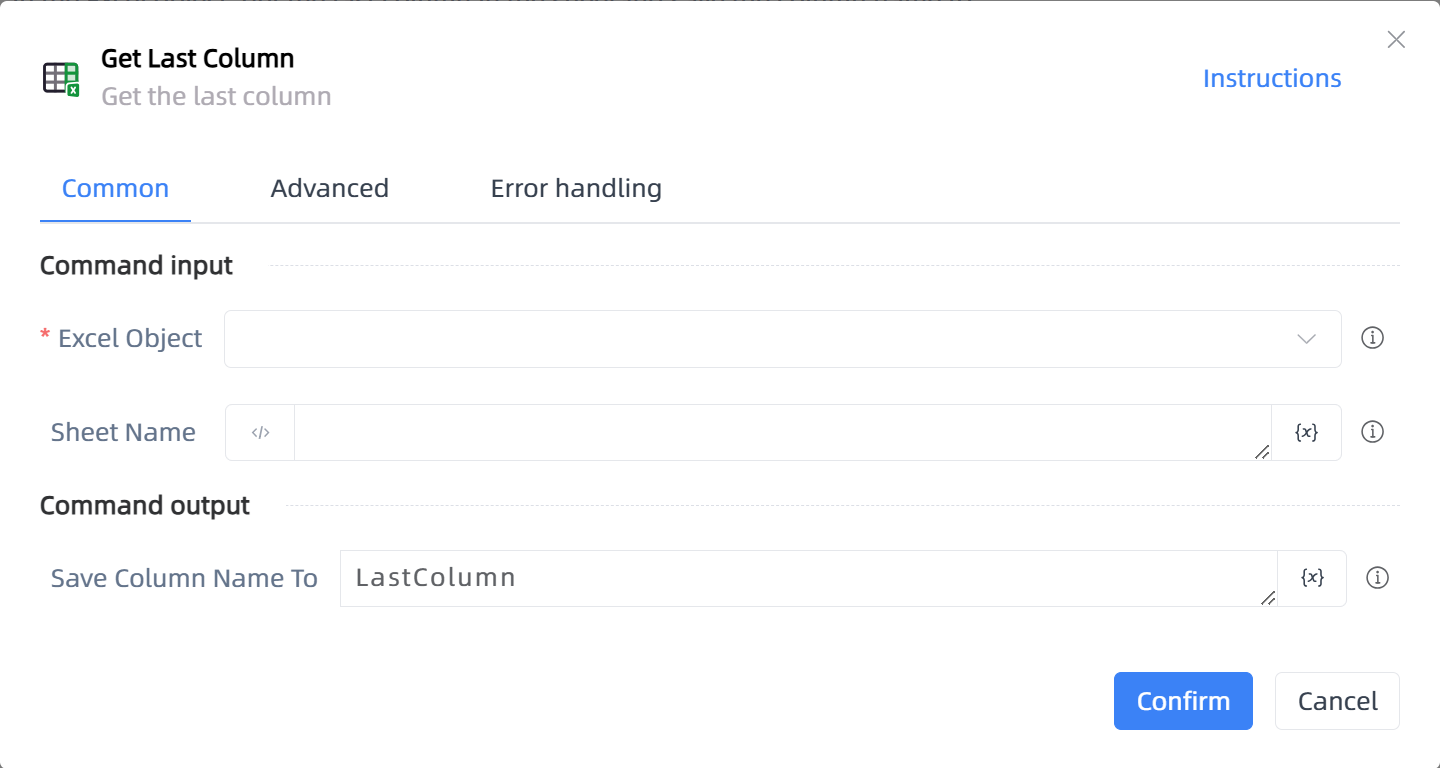 Get Last Column
Get the last column
Instructions
Common Advanced Error handling
Command input
* Excel Object
Sheet Name </> {x}
Command output
Save Column Name To LastColumn {x}
Confirm Cancel